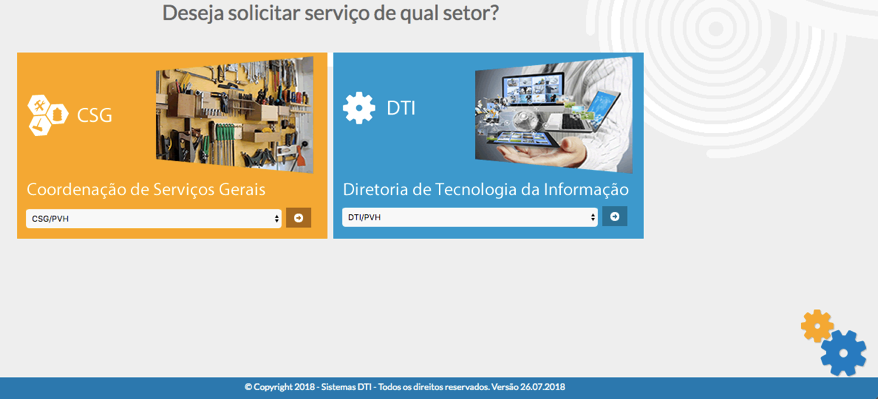 Deseja solicitar serviço de qual setor?
CSG
Coordenação de Serviços Gerais
CSG/PVH
DTI
Diretoria de Tecnologia da Informação
DTI/PVH
© Copyright 2018 - Sistemas DTI - Todos os direitos reservados. Versão 26.07.2018